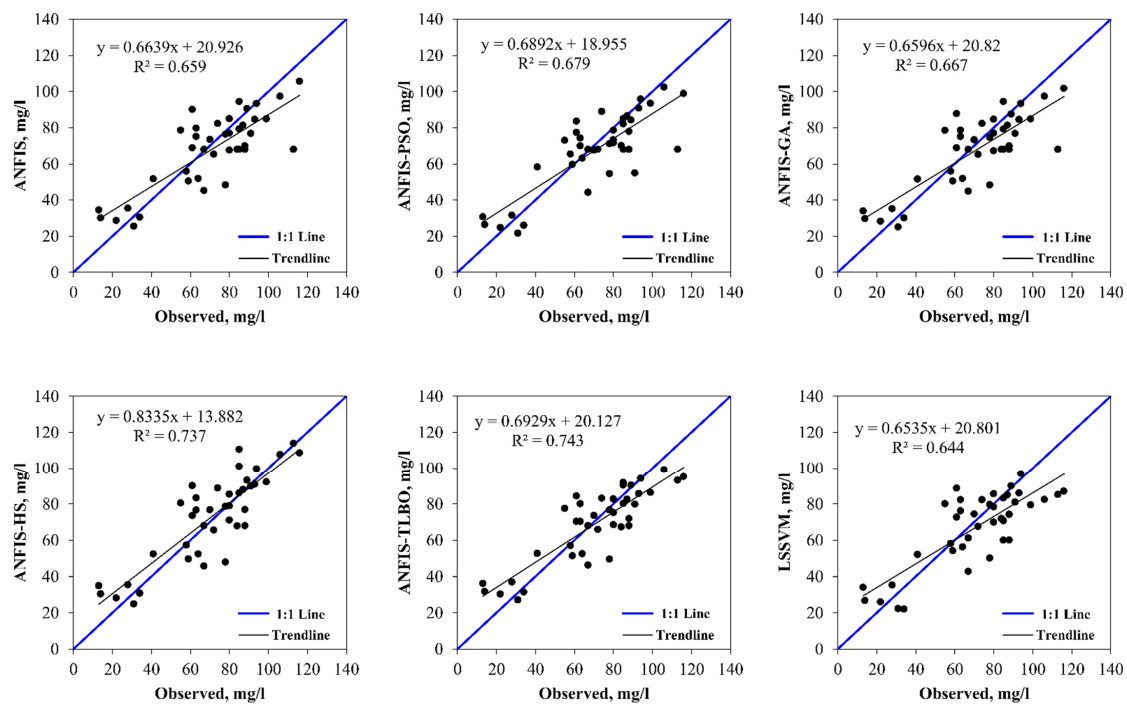 ANFIS, mg/l
140
120
100
80
60
40
20
0
y = 0.6639x + 20.926
R² = 0.659
1:1 Line
Trendline
0 20 40 60 80 100 120 140
Observed, mg/l
ANFIS-PSO, mg/l
140
120
100
80
60
40
20
0
y = 0.6892x + 18.955
R² = 0.679
1:1 Line
Trendline
0 20 40 60 80 100 120 140
Observed, mg/l
ANFIS-GA, mg/l
140
120
100
80
60
40
20
0
y = 0.6596x + 20.82
R² = 0.667
1:1 Line
Trendline
0 20 40 60 80 100 120 140
Observed, mg/l
ANFIS-HS, mg/l
140
120
100
80
60
40
20
0
y = 0.8335x + 13.882
R² = 0.737
1:1 Line
Trendline
0 20 40 60 80 100 120 140
Observed, mg/l
ANFIS-TLBO, mg/l
140
120
100
80
60
40
20
0
y = 0.6929x + 20.127
R² = 0.743
1:1 Line
Trendline
0 20 40 60 80 100 120 140
Observed, mg/l
LSSVM, mg/l
140
120
100
80
60
40
20
0
y = 0.6535x + 20.801
R² = 0.644
1:1 Line
Trendline
0 20 40 60 80 100 120 140
Observed, mg/l